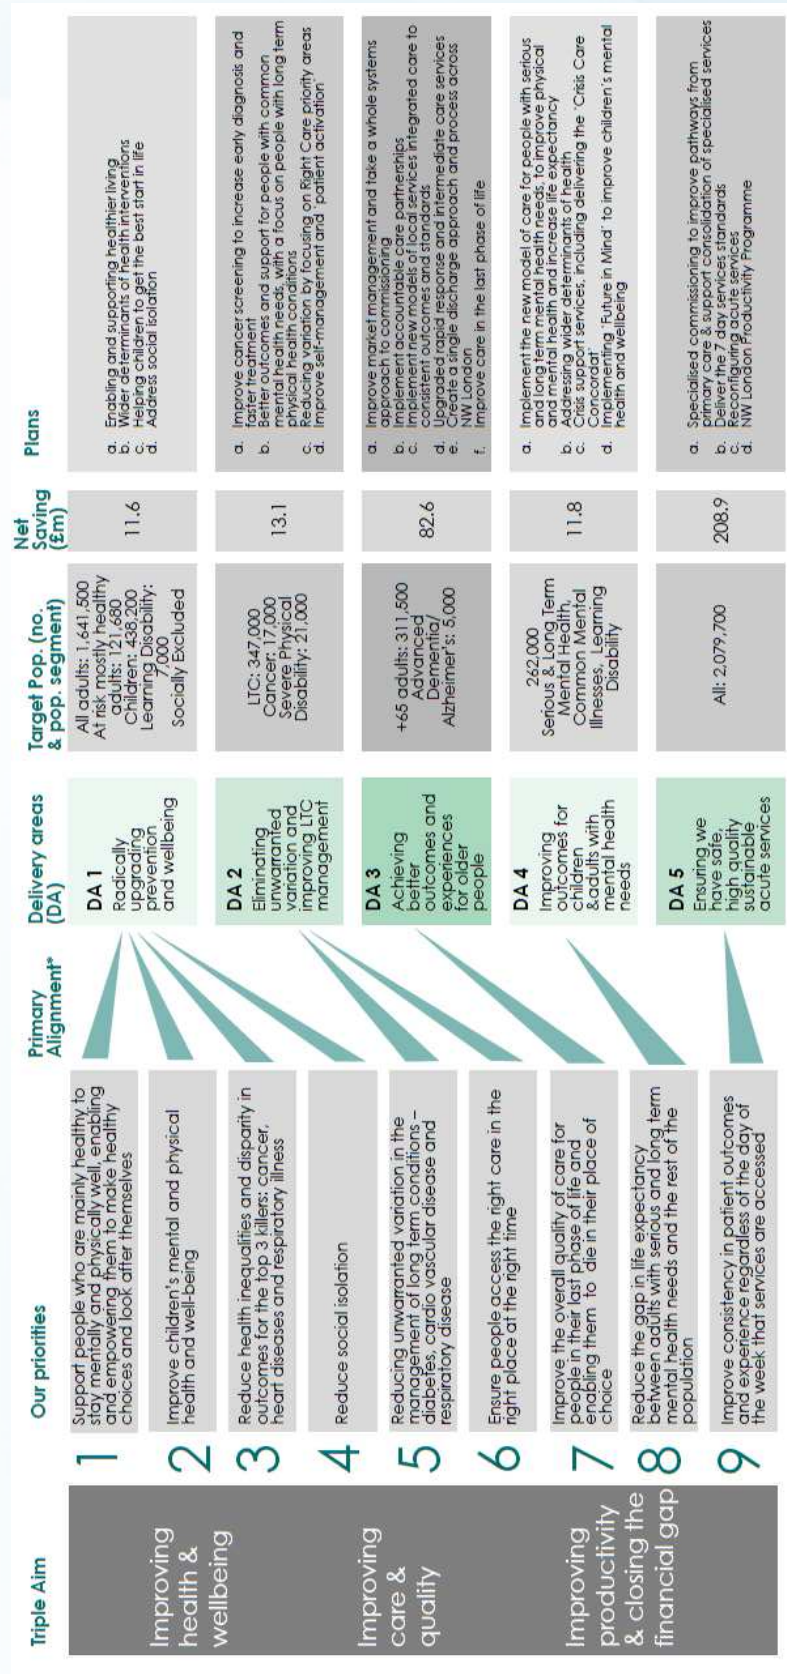 Triple Aim
Our priorities
Primary
Alignment*
Delivery areas
(DA)
Target Pop. (no.
& pop. segment)
Net
Saving
(£m)
Plans
Improving
health &
wellbeing
Improving
care &
quality
Improving
productivity
& closing the
financial gap
1
Support people who are mainly healthy to
stay mentally and physically well, enabling
and empowering them to make healthy
choices and look after themselves
2
Improve children's mental and physical
health and well-being
3
Reduce health inequalities and disparity in
outcomes for the top 3 killers: cancer,
heart diseases and respiratory illness
4
Reduce social isolation
5
Reducing unwarranted variation in the
management of long term conditions –
diabetes, cardio vascular disease and
respiratory disease
6
Ensure people access the right care in the
right place at the right time
7
Improve the overall quality of care for
people in their last phase of life and
enabling them to die in their place of
choice
8
Reduce the gap in life expectancy
between adults with serious and long term
mental health needs and the rest of the
population
9
Improve consistency in patient outcomes
and experience regardless of the day of
the week that services are accessed
DA 1
Radically
upgrading
prevention
and wellbeing
All adults: 1,641,500
At risk mostly healthy
adults: 121,680
Children: 438,200
Learning Disability:
7,000
Socially Excluded
11.6
a. Enabling and supporting healthier living
b. Wider determinants of health interventions
c. Helping children to get the best start in life
d. Address social isolation
DA 2
Eliminating
unwarranted
variation and
improving LTC
management
LTC: 347,000
Cancer: 17,000
Severe Physical
Disability: 21,000
13.1
a. Improve cancer screening to increase early diagnosis and
faster treatment
b. Better outcomes and support for people with common
mental health needs, with a focus on people with long term
physical health conditions
c. Reducing variation by focusing on Right Care priority areas
d. Improve self-management and 'patient activation'
DA 3
Achieving
better
outcomes and
experiences
for older
people
+65 adults: 311,500
Advanced
Dementia/
Alzheimer's: 5,000
82.6
a. Improve market management and take a whole systems
approach to commissioning
b. Implement accountable care partnerships
c. Implement new models of local services integrated care to
consistent outcomes and standards
d. Upgraded rapid response and intermediate care services
e. Create a single discharge approach and process across
NW London
f. Improve care in the last phase of life
DA 4
Improving
outcomes for
children
&adults with
mental health
needs
262,000
Serious & Long Term
Mental Health,
Common Mental
Illnesses, Learning
Disability
11.8
a. Implement the new model of care for people with serious
and long term mental health needs, to improve physical
and mental health and increase life expectancy
b. Addressing wider determinants of health
c. Crisis support services, including delivering the 'Crisis Care
Concordat'
d. Implementing 'Future in Mind' to improve children's mental
health and wellbeing
DA 5
Ensuring we
have safe,
high quality
sustainable
acute services
All: 2,079,700
208.9
a. Specialised commissioning to improve pathways from
primary care & support consolidation of specialised services
b. Deliver the 7 day services standards
c. Reconfiguring acute services
d. NW London Productivity Programme